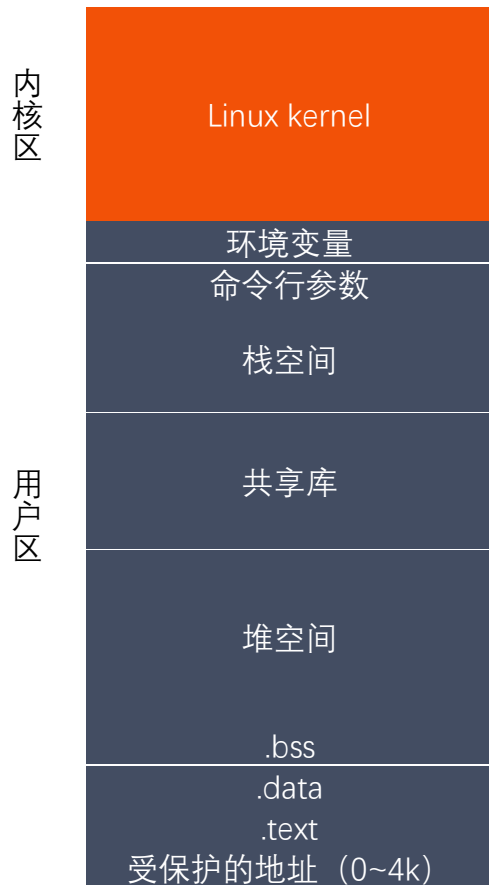 内核区
Linux kernel
环境变量
命令行参数
栈空间
用户区
共享库
堆空间
.bss
.data
.text
受保护的地址（0~4k）